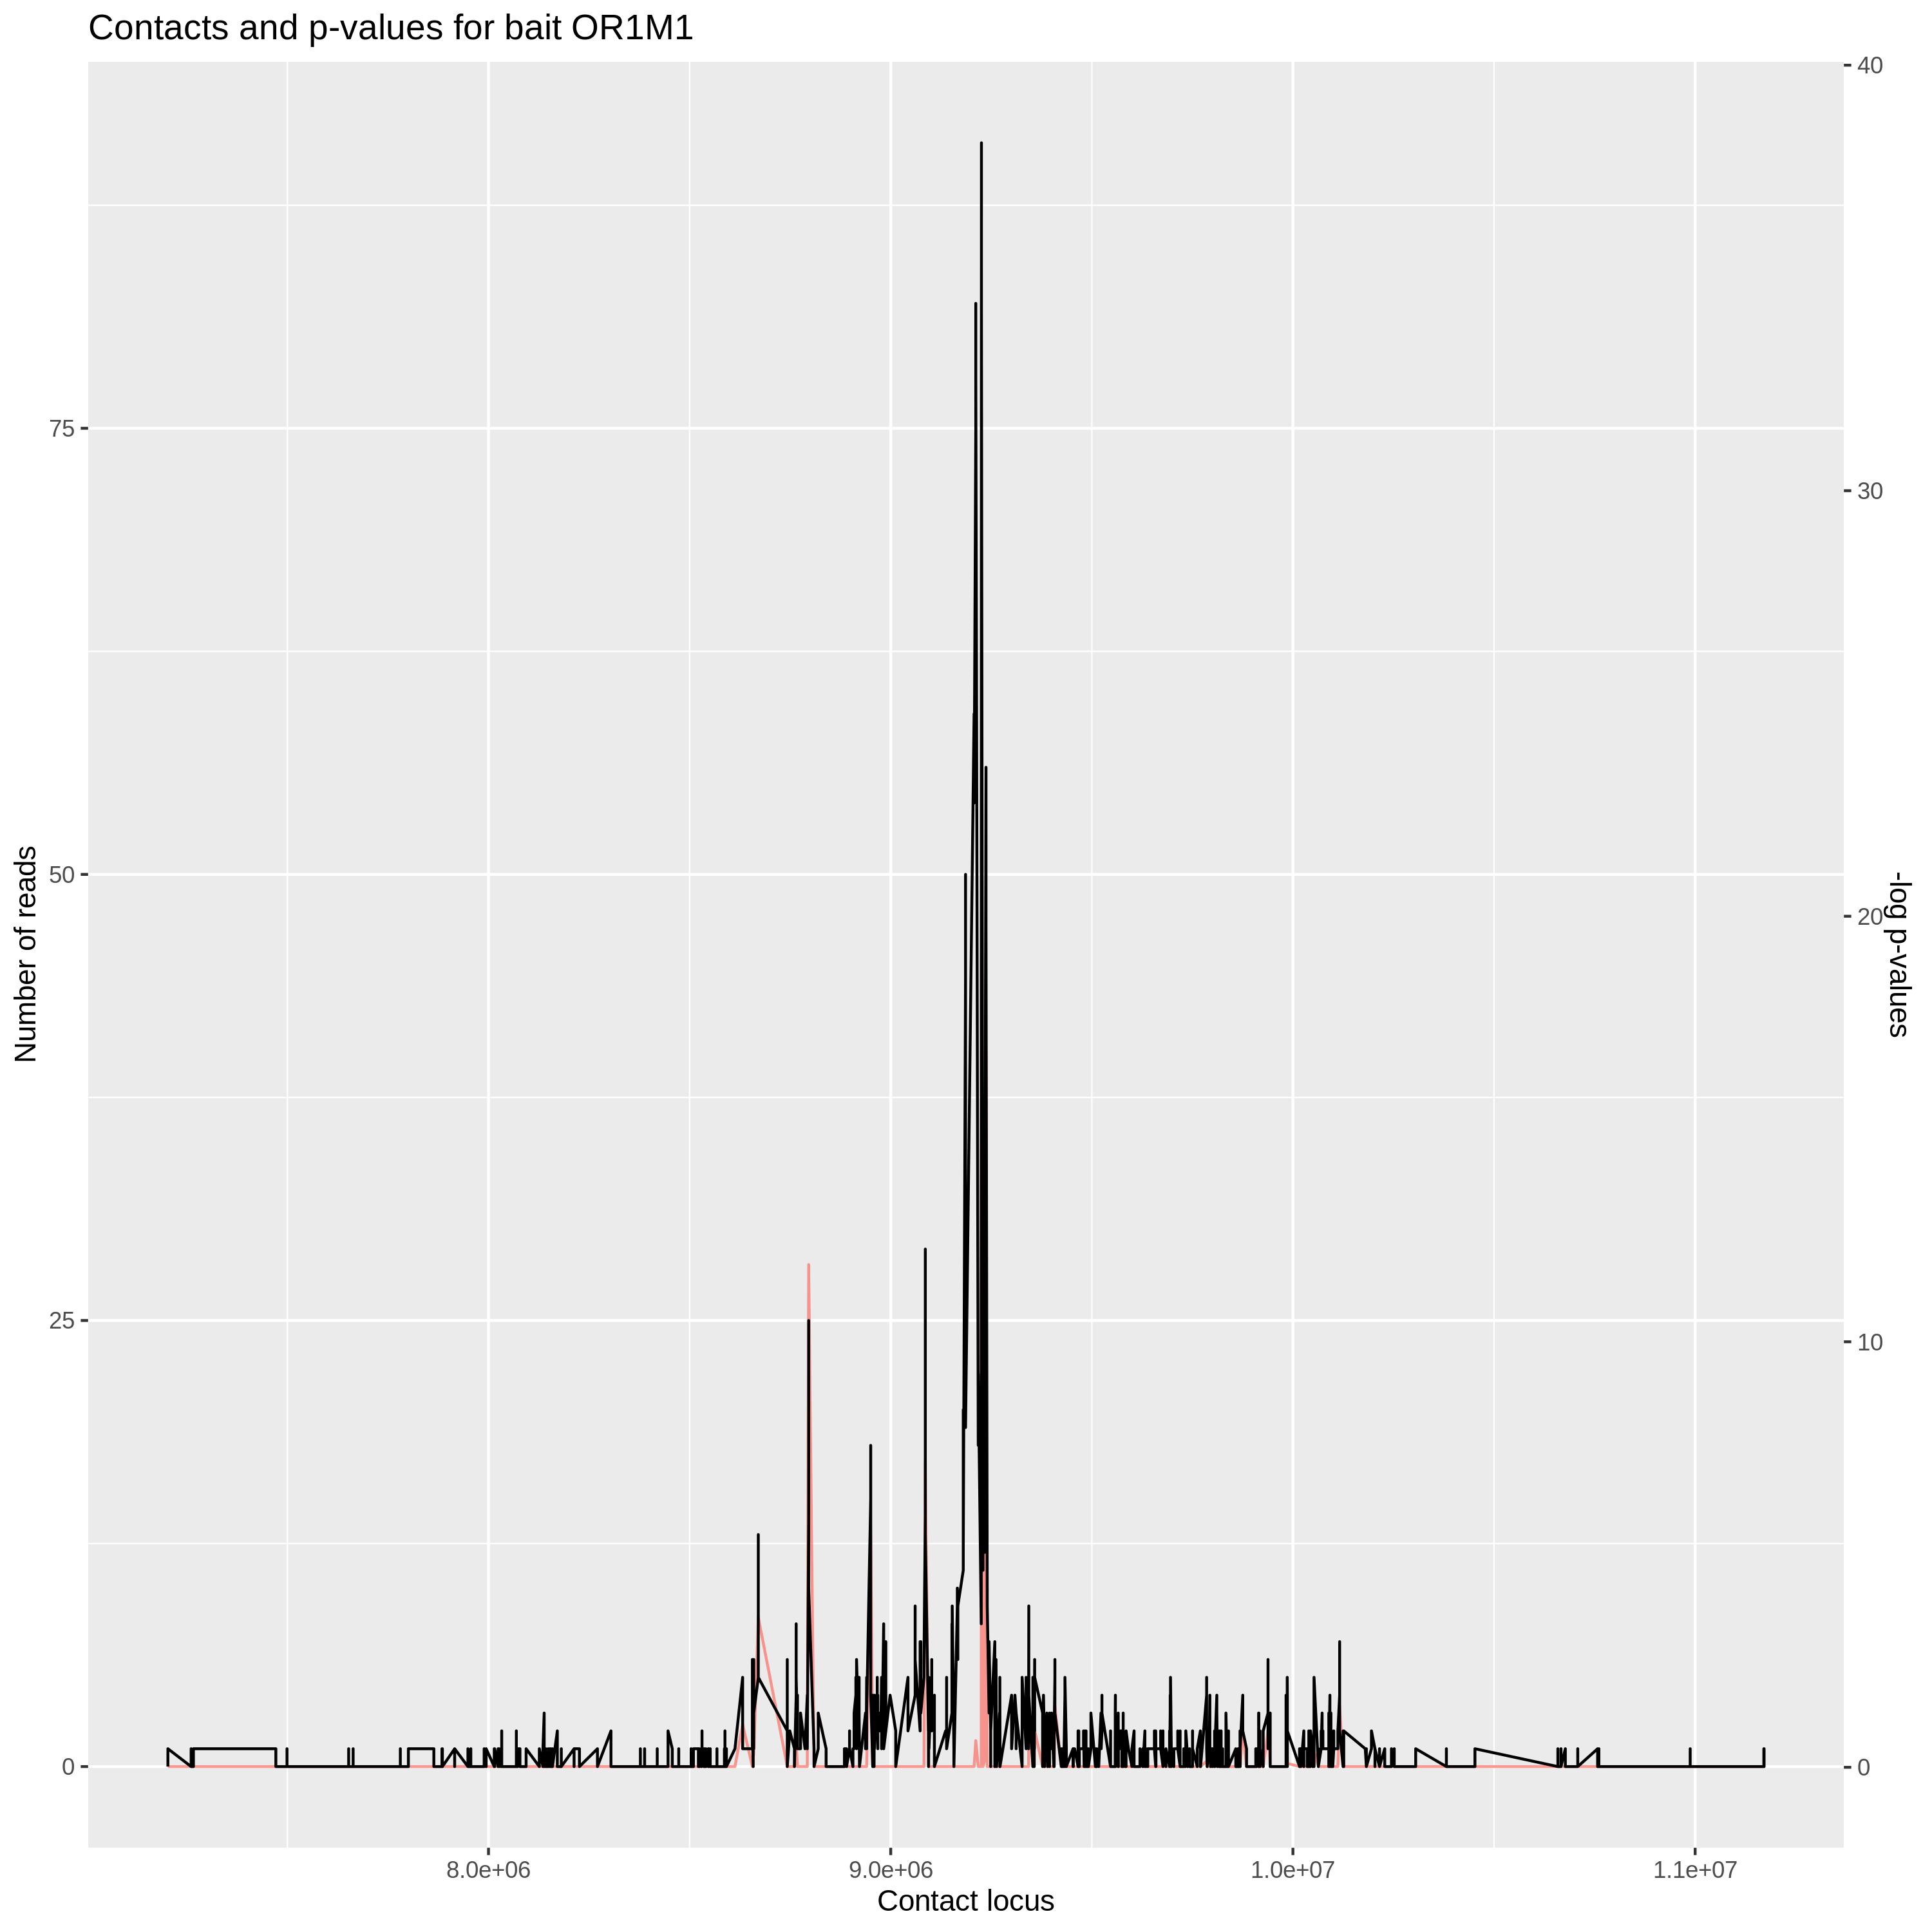 Contacts and p-values for bait OR1M1
40
75
30
50
20
25
10
0
0
Number of reads
-log p-values
8.0e+06
9.0e+06
1.0e+07
1.1e+07
Contact locus